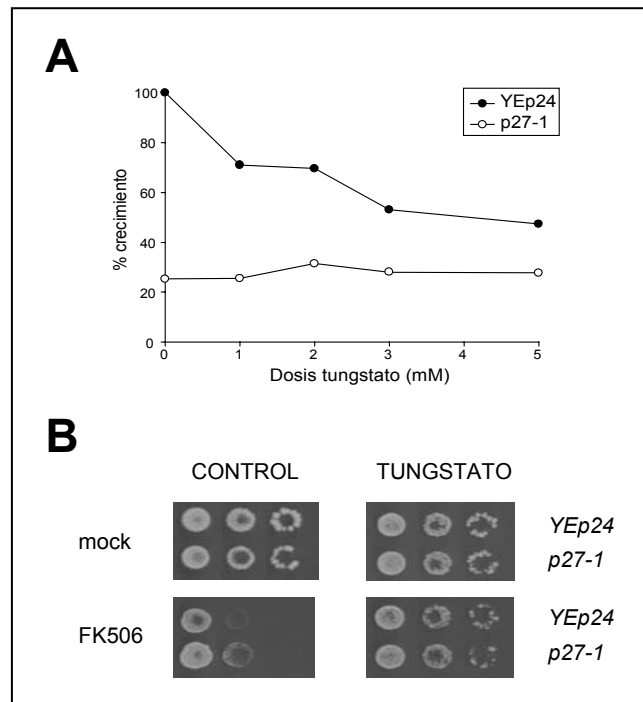 A
100
80
60
40
20
0
% crecimiento
YEp24
p27-1
0 1 2 3 4 5
Dosis tungstato (mM)
B
CONTROL TUNGSTATO
mock
YEp24
p27-1
FK506
YEp24
p27-1